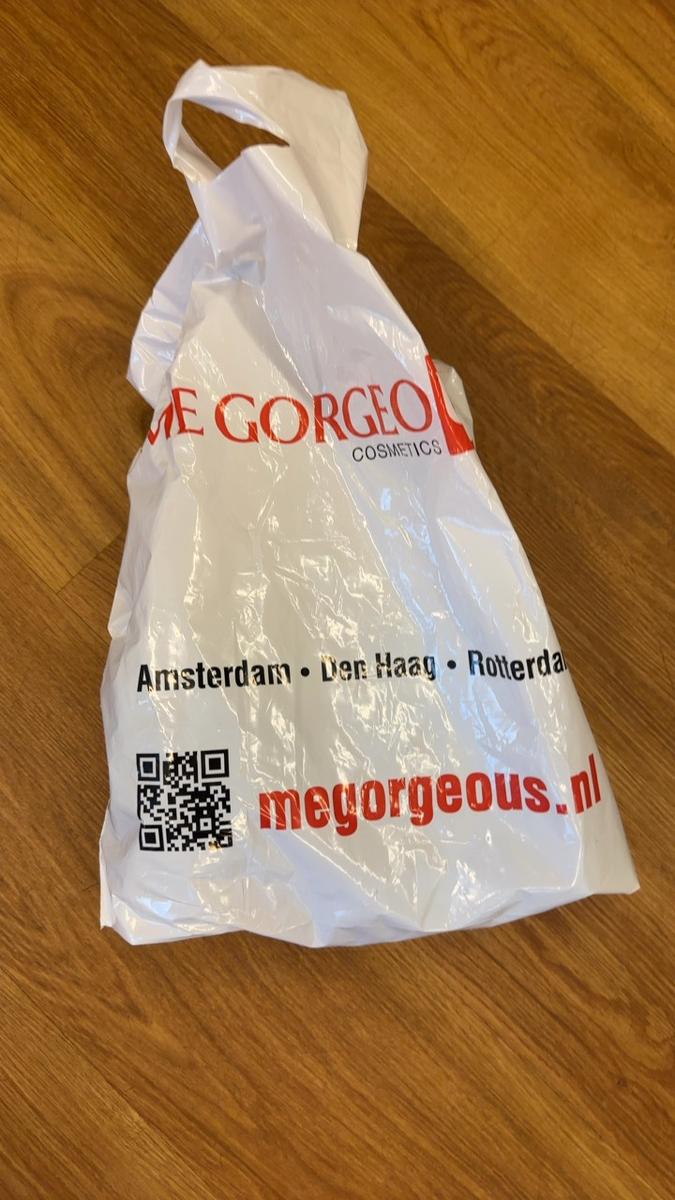 ME GORGEO
COSMETICS
Amsterdam • Den Haag • Rotterda
megorgeous.nl